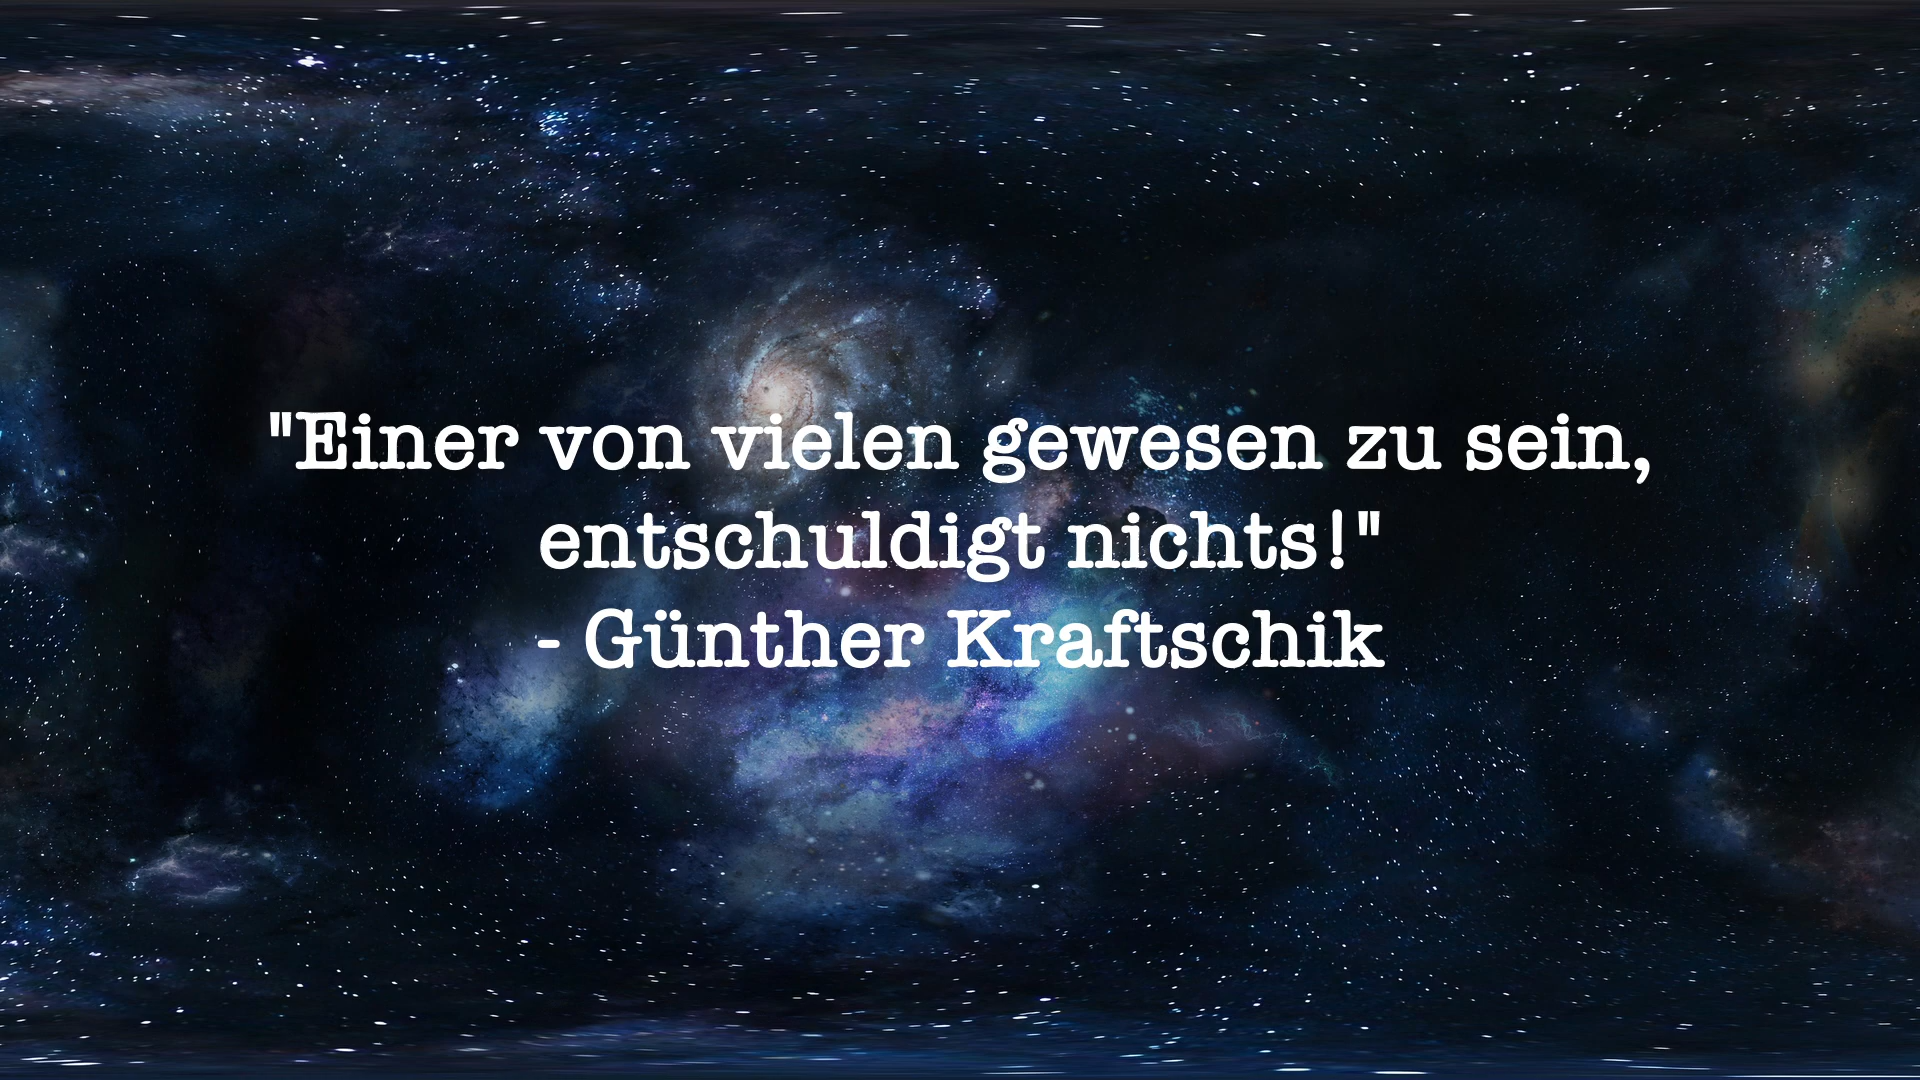 "Einer von vielen gewesen zu sein,
entschuldigt nichts!"
- Günther Kraftschik